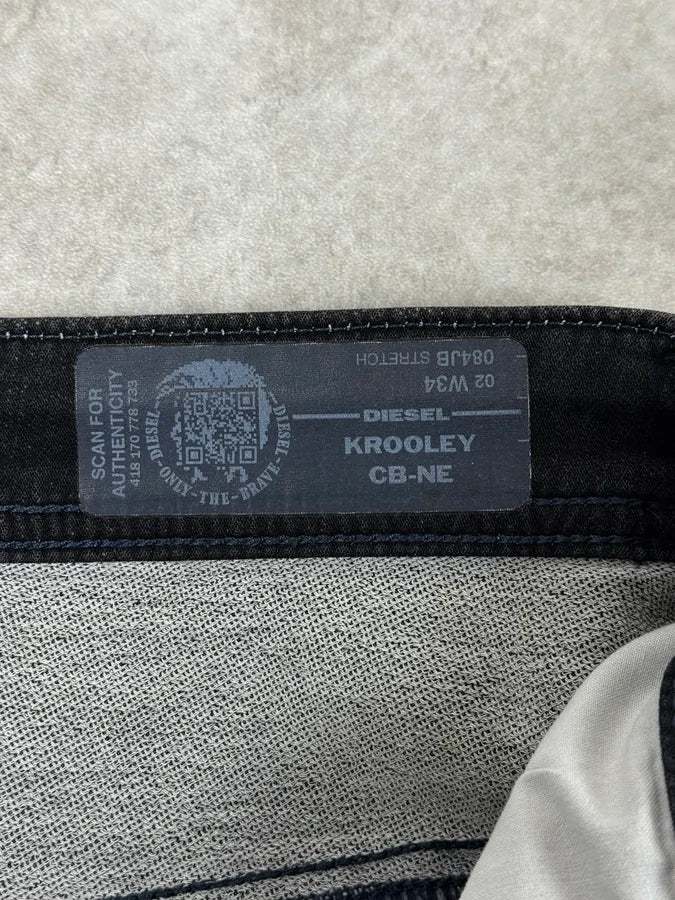 SCAN FOR
AUTHENTICITY
418 170 778 733
DIESEL
ONLY-THE-BRAVE
DIESEL
084JB STRETCH
02 W34
DIESEL
KROOLEY
CB-NE